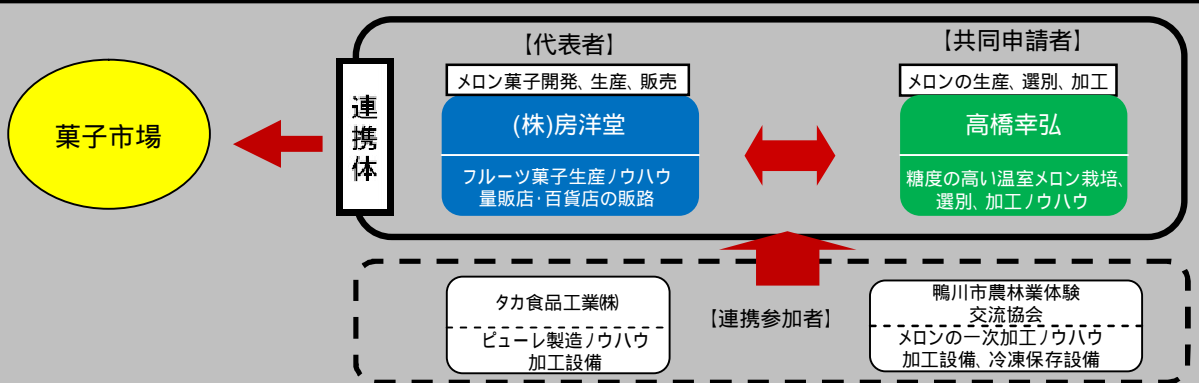 菓子市場
連携体
【代表者】
メロン菓子開発、生産、販売
(株)房洋堂
フルーツ菓子生産ノウハウ
量販店・百貨店の販路
【共同申請者】
メロンの生産、選別、加工
高橋幸弘
糖度の高い温室メロン栽培、
選別、加工ノウハウ
タカ食品工業㈱
ピューレ製造ノウハウ
加工設備
【連携参加者】
鴨川市農林業体験
交流協会
メロンの一次加工ノウハウ
加工設備、冷凍保存設備